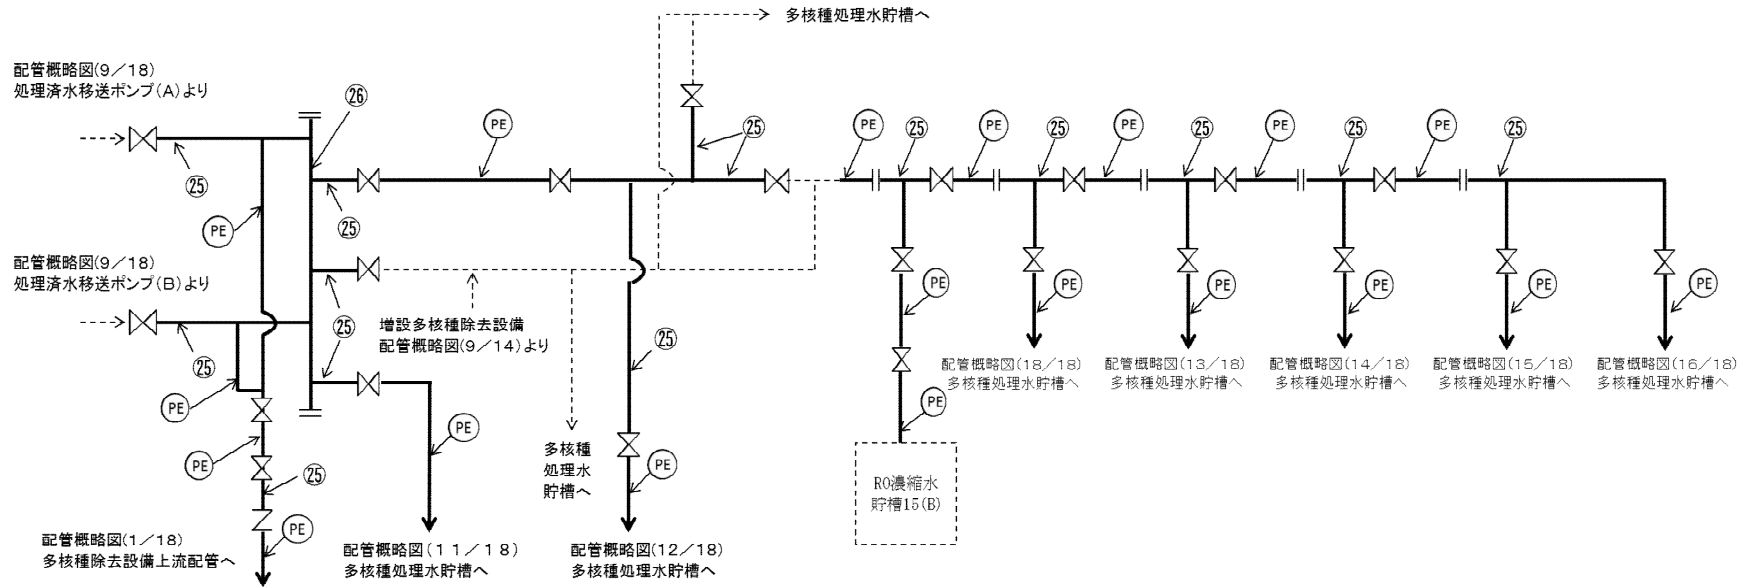 多核種処理水貯槽へ
配管概略図(9/18)
処理済水移送ポンプ(A)より
㉖
PE
㉕
PE
㉕
PE
㉕
PE
㉕
PE
㉕
PE
㉕
㉕
㉕
PE
配管概略図(9/18)
処理済水移送ポンプ(B)より
PE
PE
PE
PE
PE
PE
㉕
㉕
㉕
増設多核種除去設備
配管概略図(9/14)より
㉕
配管概略図(18/18)
多核種処理水貯槽へ
配管概略図(13/18)
多核種処理水貯槽へ
配管概略図(14/18)
多核種処理水貯槽へ
配管概略図(15/18)
多核種処理水貯槽へ
配管概略図(16/18)
多核種処理水貯槽へ
PE
PE
PE
PE
㉕
多核種
処理水
貯槽へ
PE
RO濃縮水
貯槽15(B)
PE
配管概略図(1/18)
多核種除去設備上流配管へ
配管概略図(11/18)
多核種処理水貯槽へ
配管概略図(12/18)
多核種処理水貯槽へ